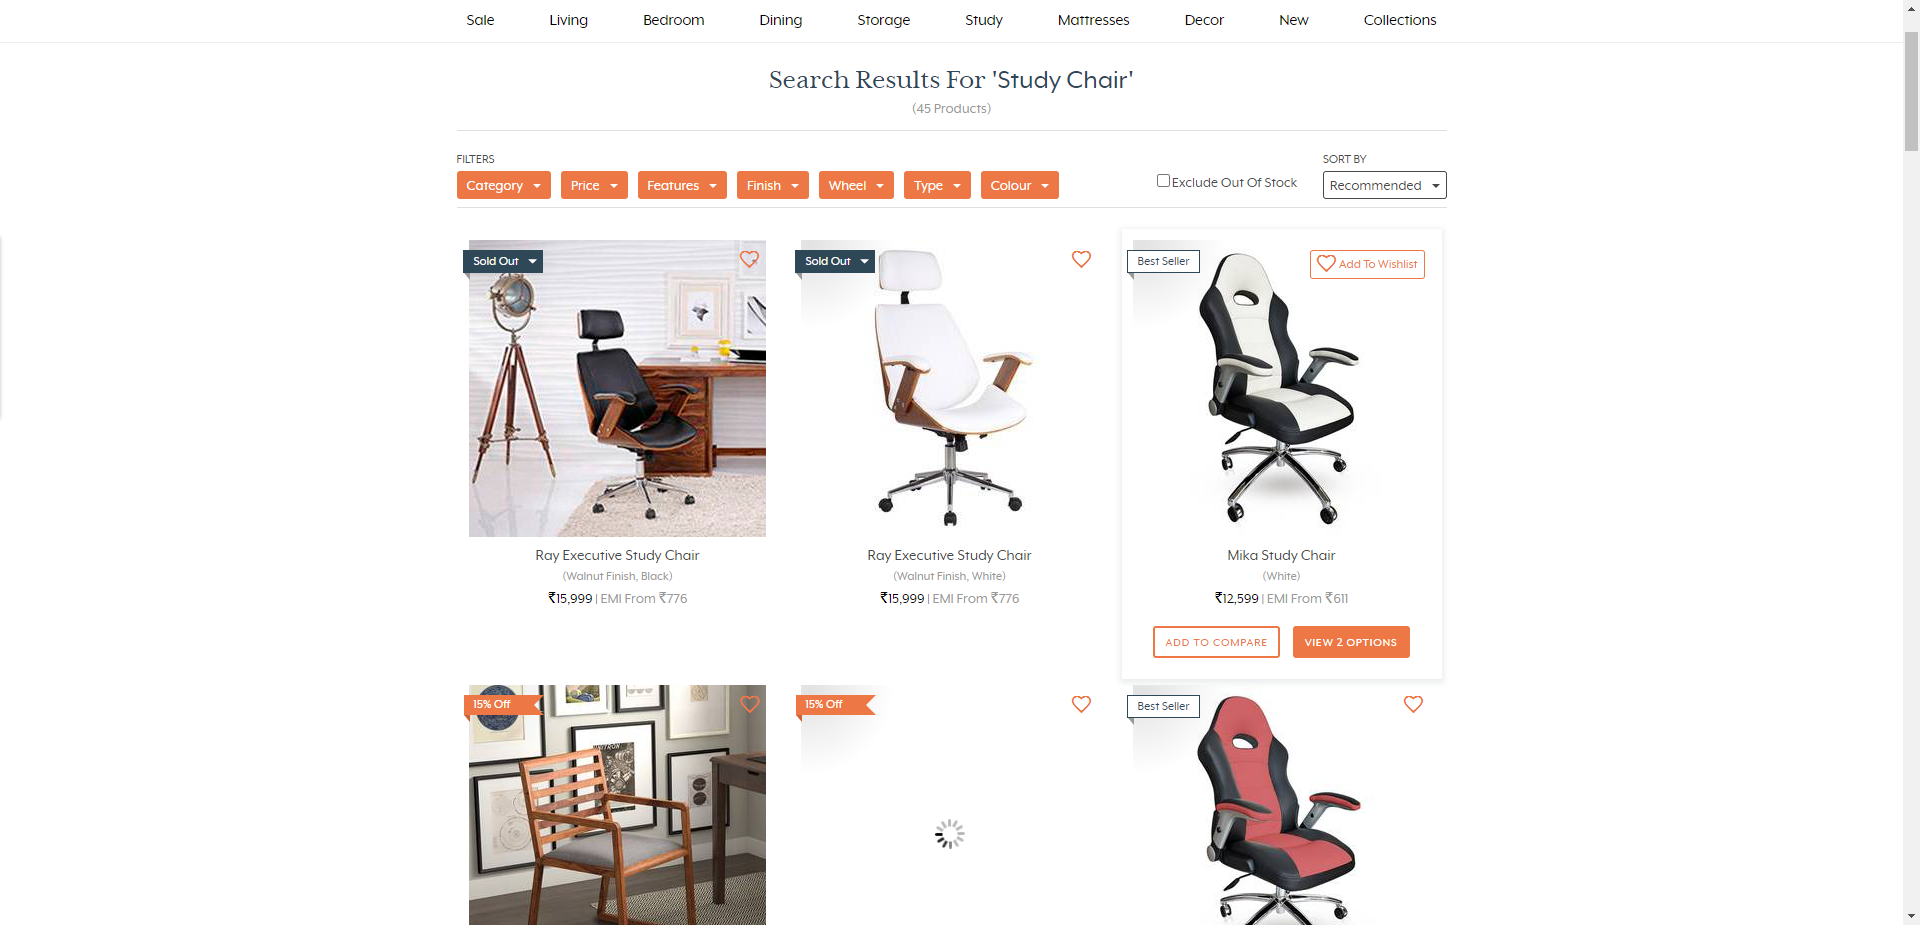 Sale Living Bedroom Dining Storage Study Mattresses Decor New Collections
Search Results For 'Study Chair'
(45 Products)
FILTERS
SORT BY
Category Price Features Finish Wheel Type Colour
Exclude Out Of Stock
Recommended
Sold Out
Sold Out
Best Seller
Add To Wishlist
Ray Executive Study Chair
(Walnut Finish, Black)
₹15,999 | EMI From ₹776
Ray Executive Study Chair
(Walnut Finish, White)
₹15,999 | EMI From ₹776
Mika Study Chair
(White)
₹12,599 | EMI From ₹611
ADD TO COMPARE
VIEW 2 OPTIONS
15% Off
15% Off
Best Seller